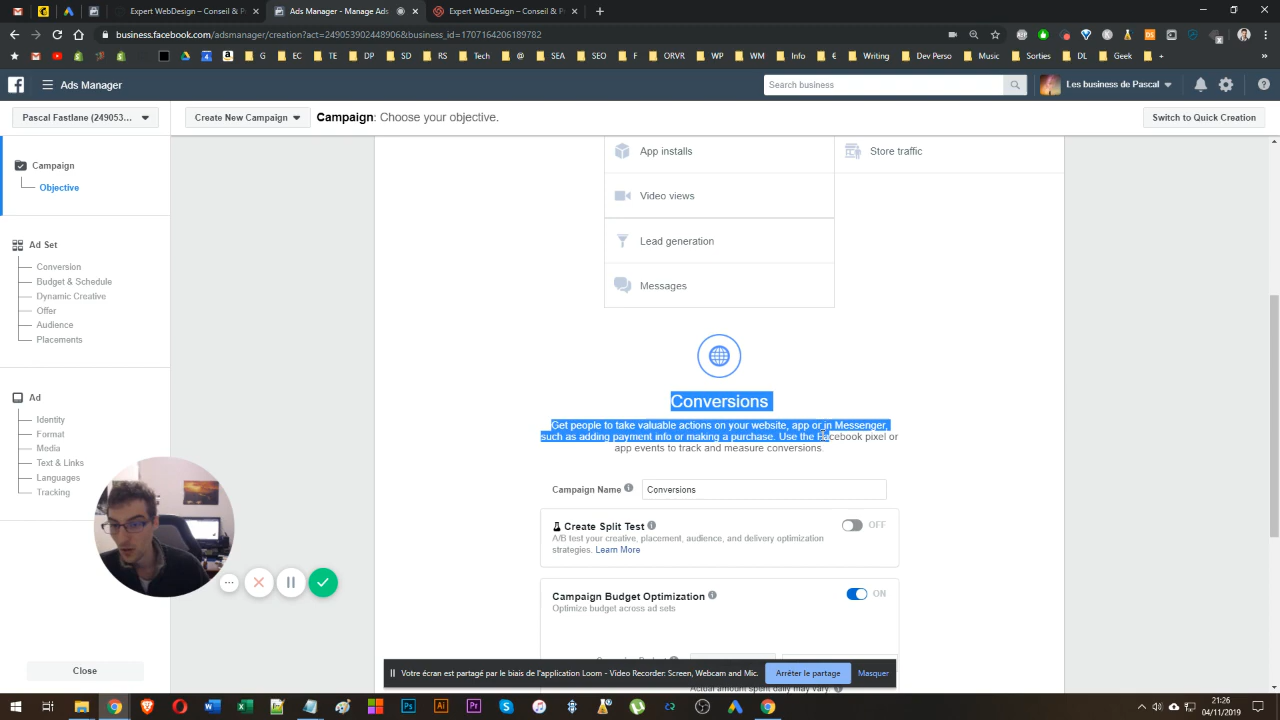 Expert WebDesign - Conseil & P
Ads Manager - Manage Ads
Expert WebDesign - Conseil & P
business.facebook.com/adsmanager/creation?act=249053902448906&business_id=1707164206189782
EC
TE
DP
SD
RS
Tech
@
SEA
SEO
F
ORVR
WP
WM
Info
Writing
Dev Perso
Music
Sorties
DL
Geek
+
Ads Manager
Search business
Les business de Pascal
Pascal Fastlane (249053...
Create New Campaign
Campaign: Choose your objective.
Switch to Quick Creation
Campaign
Objective
Ad Set
Conversion
Budget & Schedule
Dynamic Creative
Offer
Audience
Placements
Ad
Identity
Format
Media
Text & Links
Languages
Tracking
Close
App installs
Store traffic
Video views
Lead generation
Messages
Conversions
Get people to take valuable actions on your website, app or in Messenger,
such as adding payment info or making a purchase. Use the Facebook pixel or
app events to track and measure conversions.
Campaign Name
Conversions
Create Split Test
OFF
A/B test your creative, placement, audience, and delivery optimization
strategies. Learn More
Campaign Budget Optimization
ON
Optimize budget across ad sets
Votre écran est partagé par le biais de l'application Loom - Video Recorder: Screen, Webcam and Mic.
Arrêter le partage
Masquer
Actual amount spent daily may vary.
21:26
04/11/2019